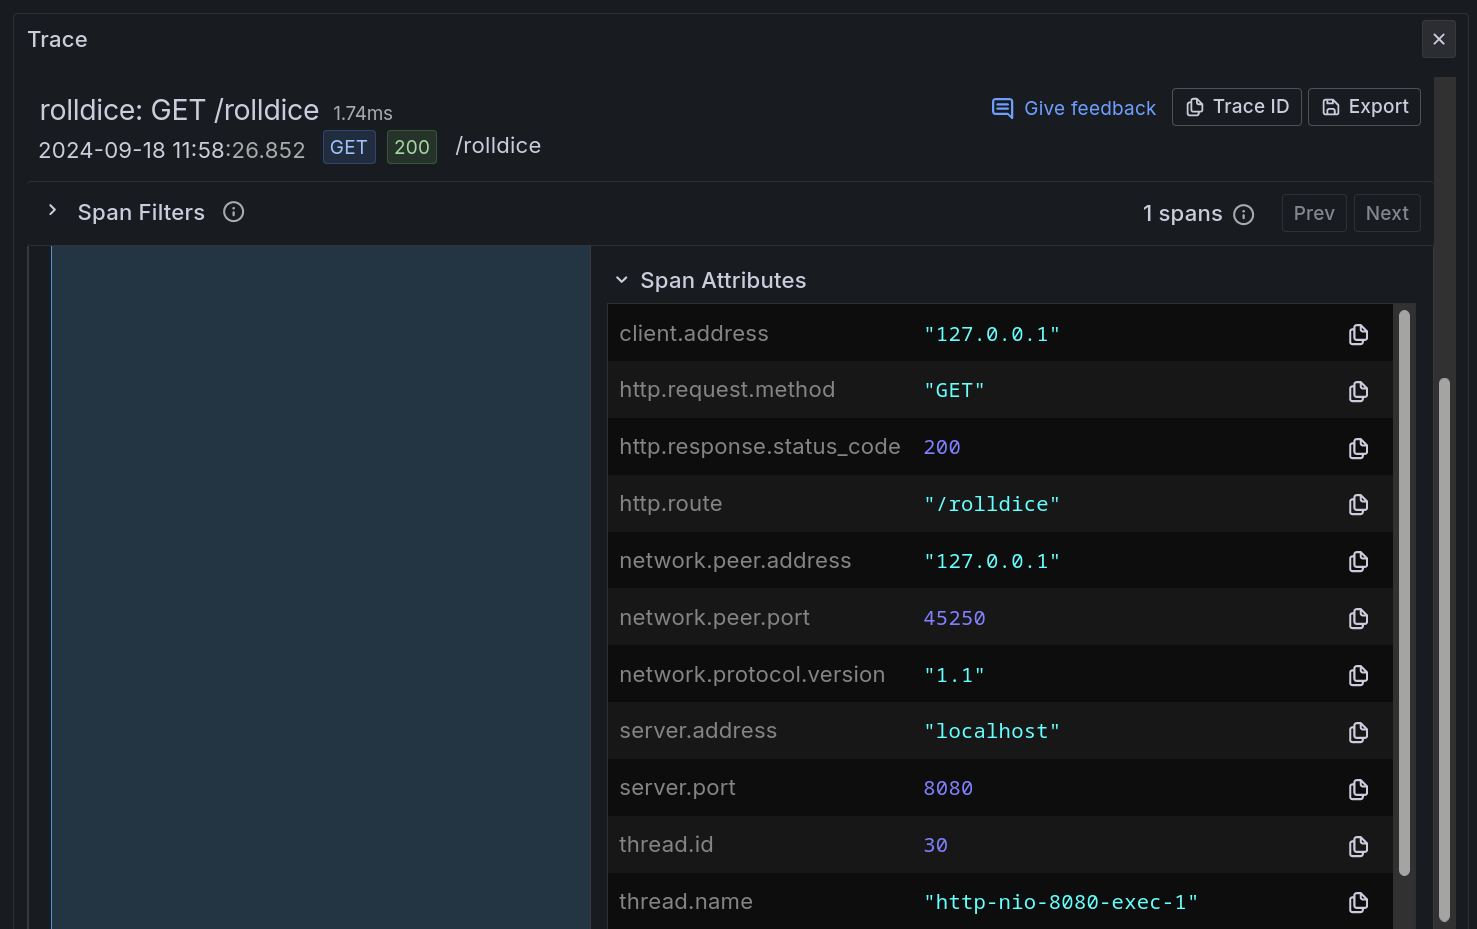 Trace
rolldice: GET /rolldice 1.74ms
Give feedback
Trace ID
Export
2024-09-18 11:58:26.852 GET 200 /rolldice
Span Filters
1 spans
Prev
Next
Span Attributes
client.address "127.0.0.1"
http.request.method "GET"
http.response.status_code 200
http.route "/rolldice"
network.peer.address "127.0.0.1"
network.peer.port 45250
network.protocol.version "1.1"
server.address "localhost"
server.port 8080
thread.id 30
thread.name "http-nio-8080-exec-1"